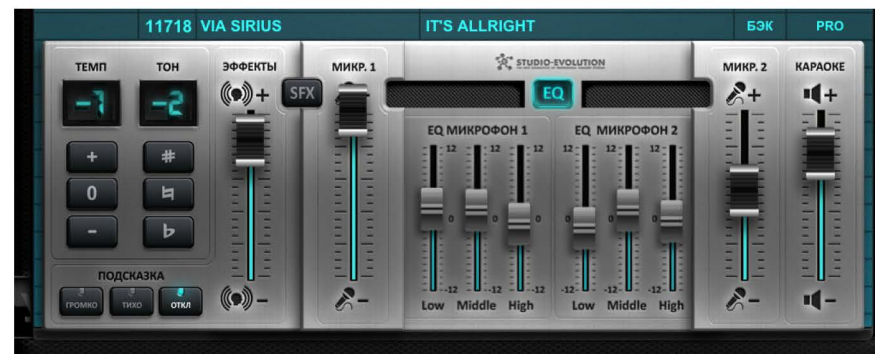 11718 VIA SIRIUS IT'S ALLRIGHT БЭК PRO
ТЕМП ТОН ЭФФЕКТЫ МИКР. 1 STUDIO-EVOLUTION МИКР. 2 КАРАОКЕ
-1 -2 + SFX EQ + +
EQ МИКРОФОН 1 EQ МИКРОФОН 2
12 12 12 12 12 12
+ #
0 ♮ 0 0 0 0
- ♭
-12 -12 -12 -12 -12 -12
ПОДСКАЗКА
ГРОМКО ТИХО ОТКЛ - - Low Middle High Low Middle High - -